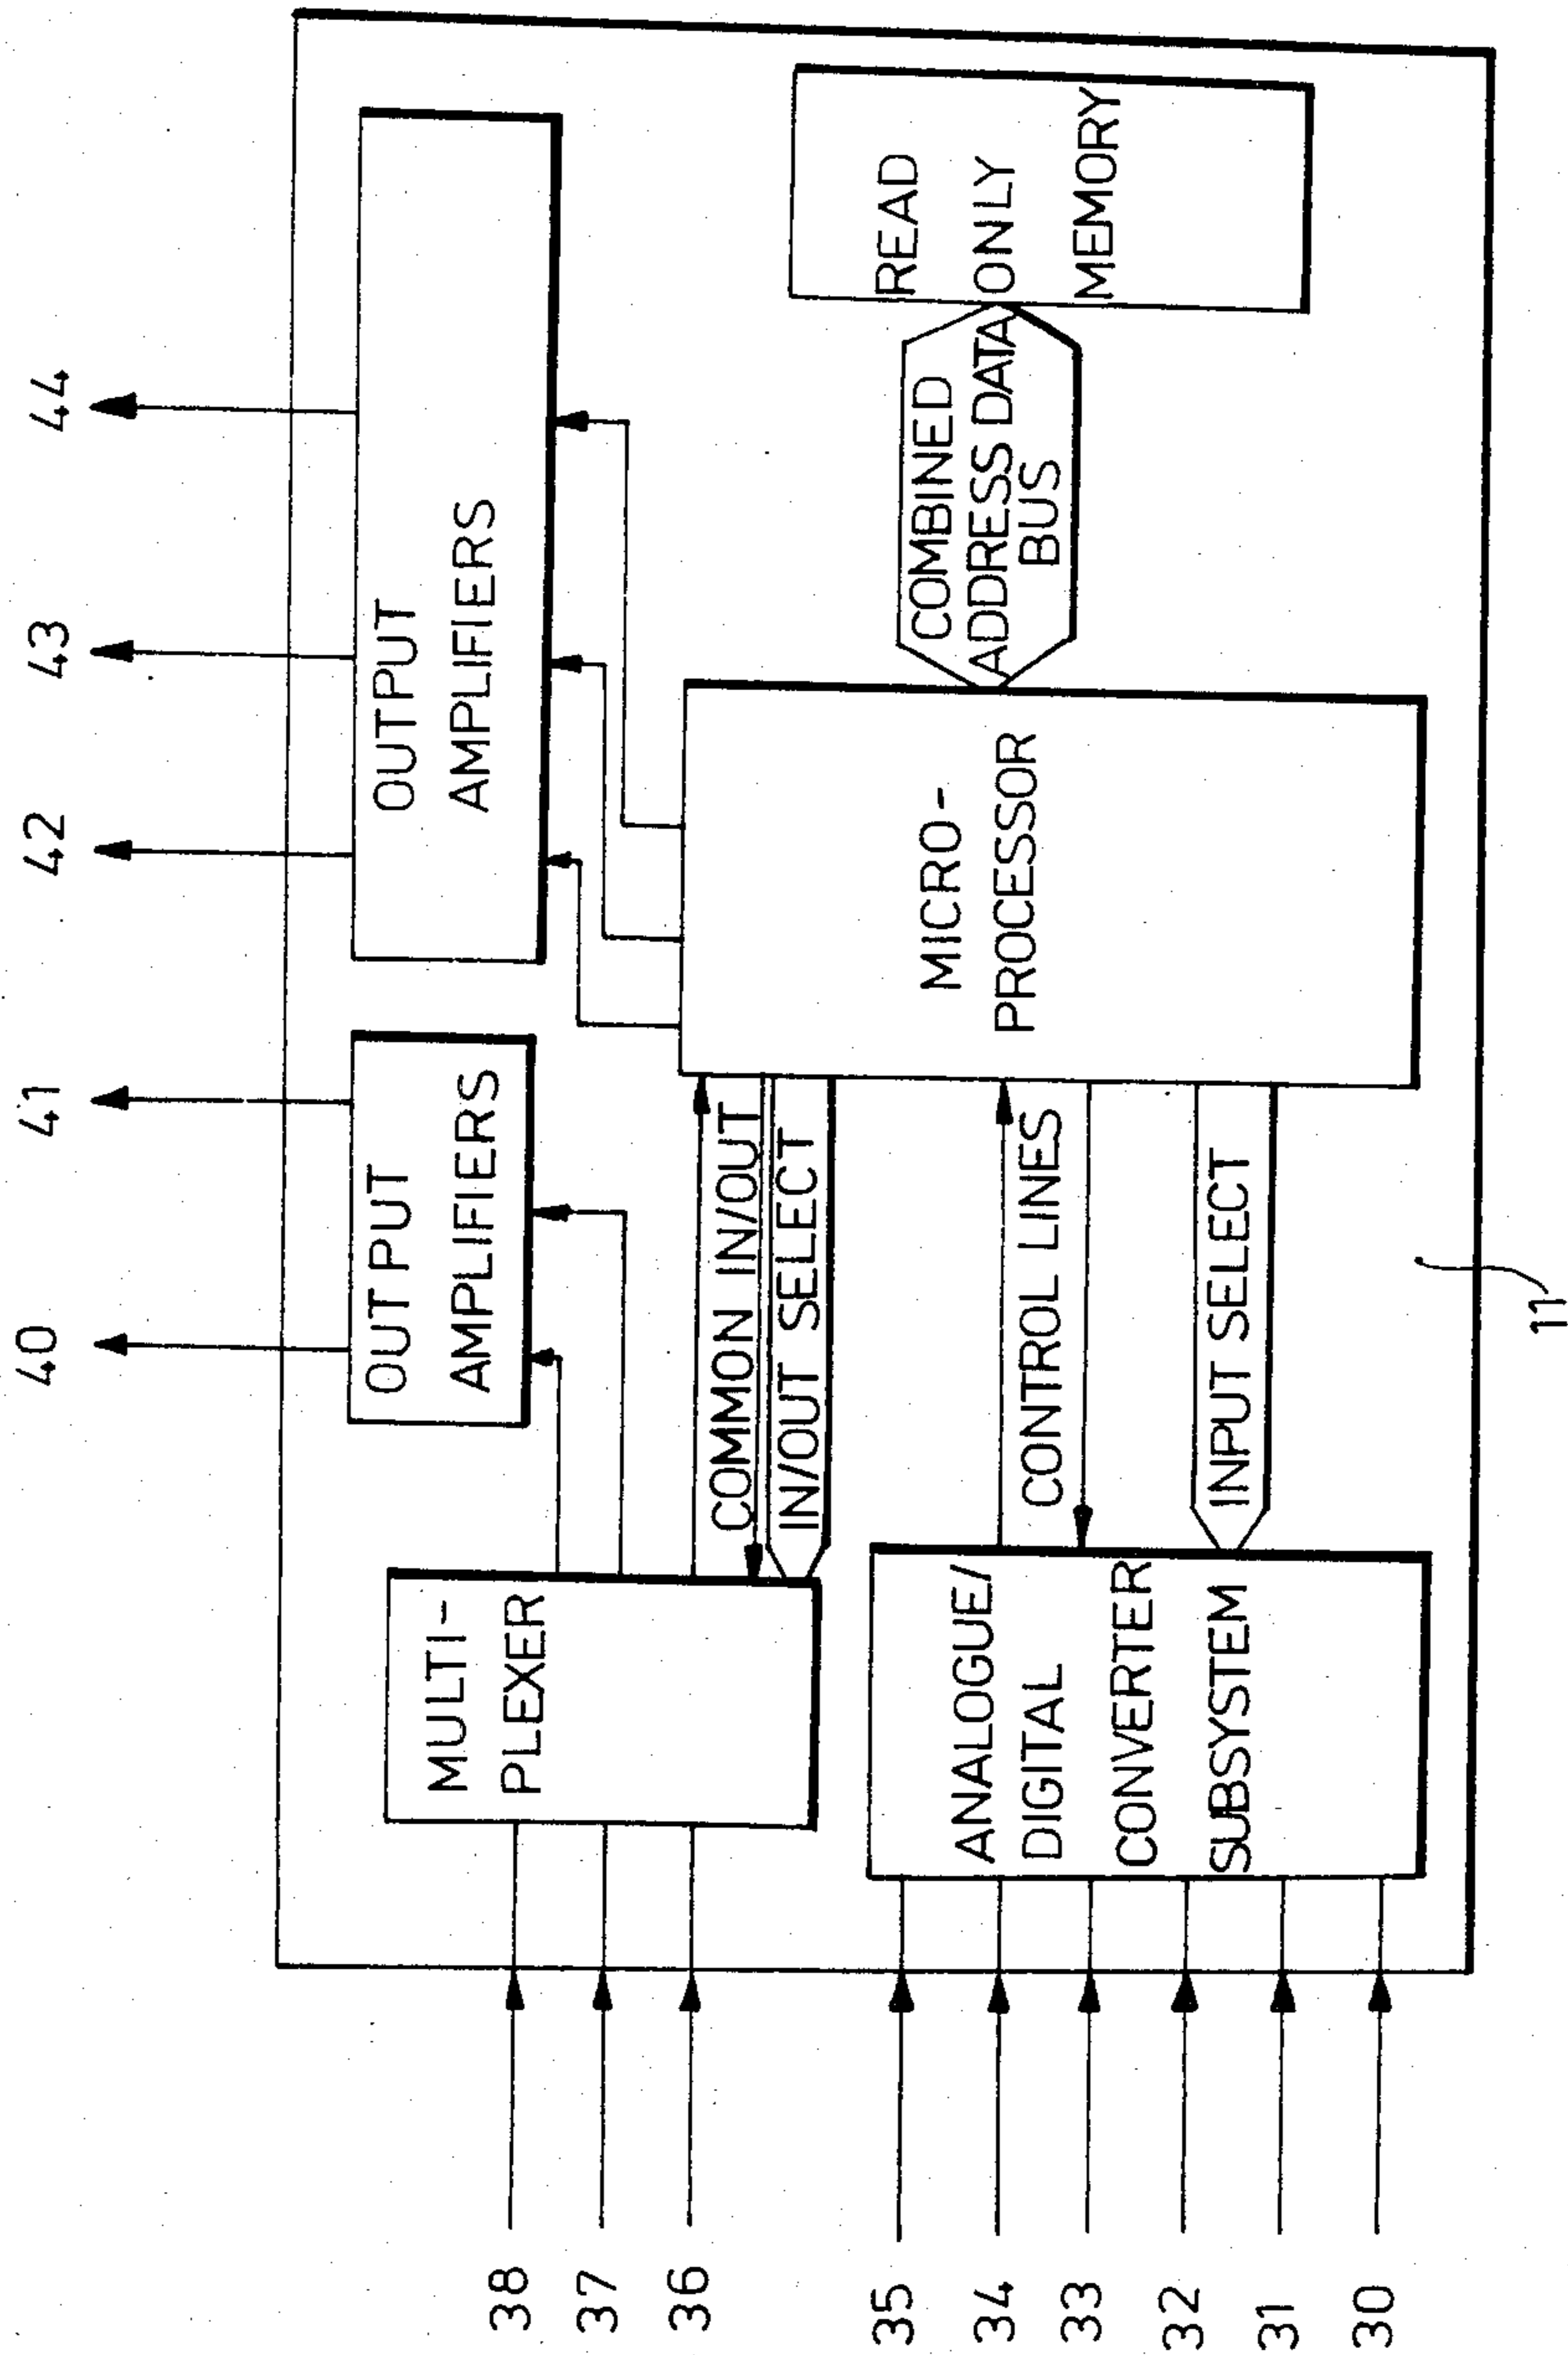 40
41
42
43
44
OUTPUT
AMPLIFIERS
OUTPUT
AMPLIFIERS
MULTI-
PLEXER
COMMON IN/OUT
IN/OUT SELECT
MICRO-
PROCESSOR
COMBINED
ADDRESS DATA
BUS
READ
ONLY
MEMORY
ANALOGUE/
DIGITAL
CONVERTER
SUBSYSTEM
CONTROL LINES
INPUT SELECT
38
37
36
35
34
33
32
31
30
11